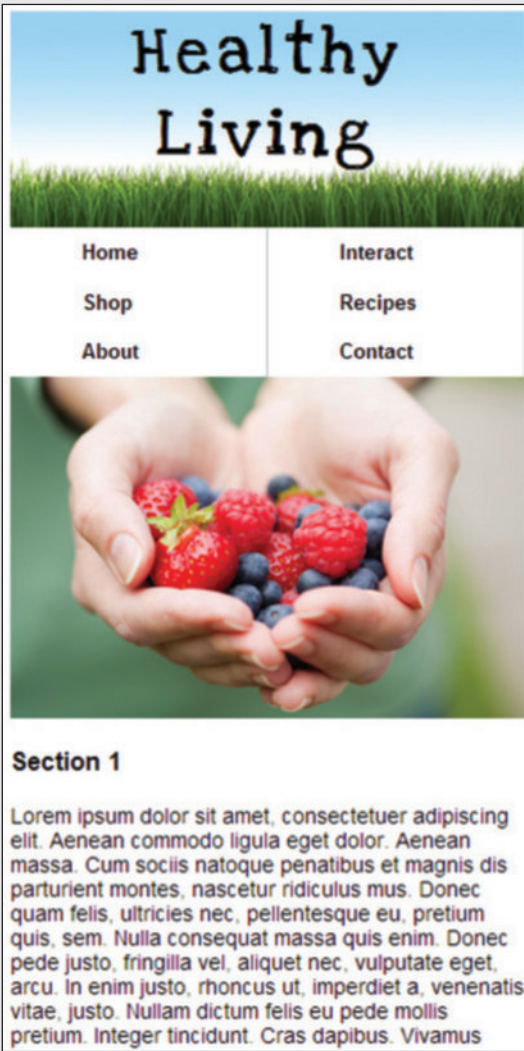 Healthy
Living
Home Interact
Shop Recipes
About Contact
Section 1
Lorem ipsum dolor sit amet, consectetuer adipiscing
elit. Aenean commodo ligula eget dolor. Aenean
massa. Cum sociis natoque penatibus et magnis dis
parturient montes, nascetur ridiculus mus. Donec
quam felis, ultricies nec, pellentesque eu, pretium
quis, sem. Nulla consequat massa quis enim. Donec
pede justo, fringilla vel, aliquet nec, vulputate eget,
arcu. In enim justo, rhoncus ut, imperdiet a, venenatis
vitae, justo. Nullam dictum felis eu pede mollis
pretium. Integer tincidunt. Cras dapibus. Vivamus